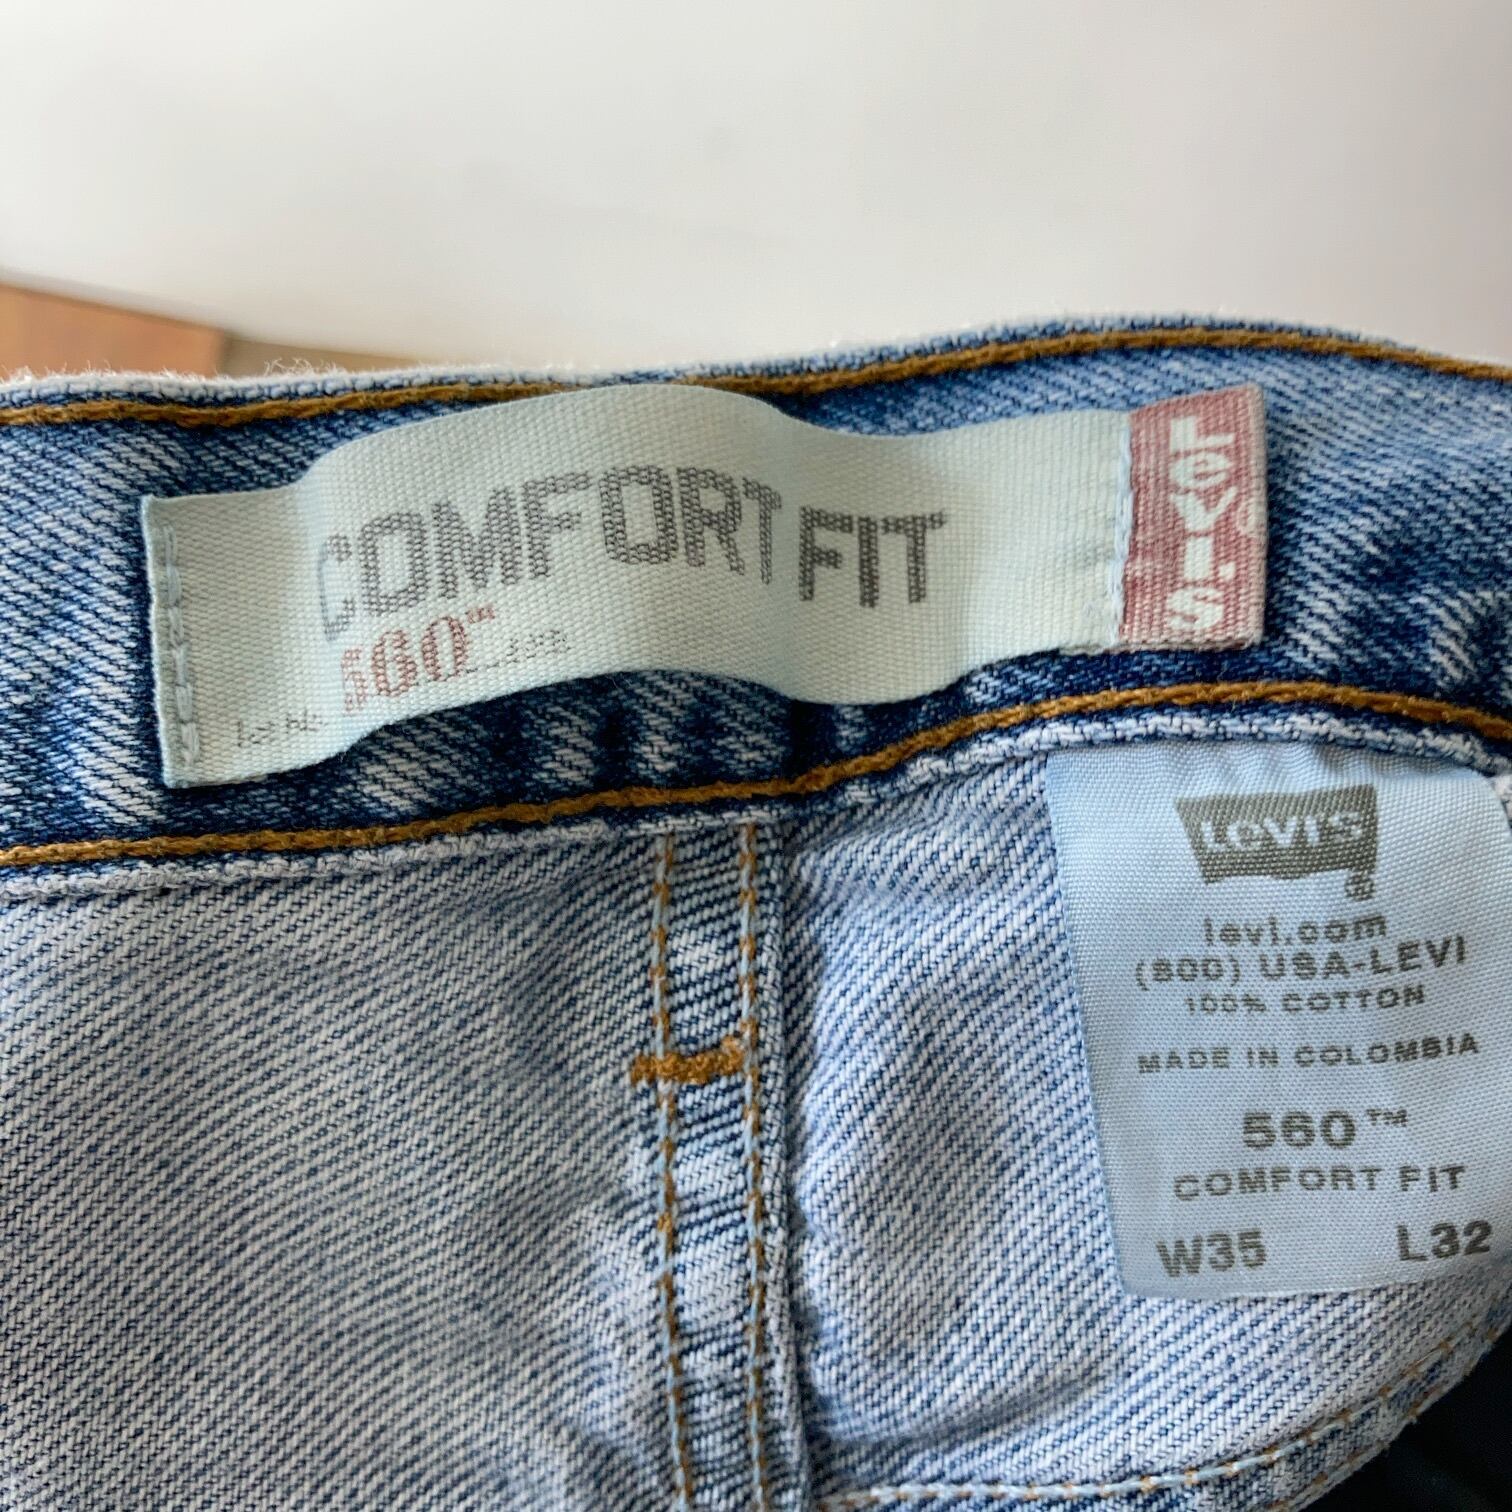 COMFORT FIT
560™
Levi's
Levi's
®
levi.com
(800) USA-LEVI
100% COTTON
MADE IN COLOMBIA
560™
COMFORT FIT
W35 L32